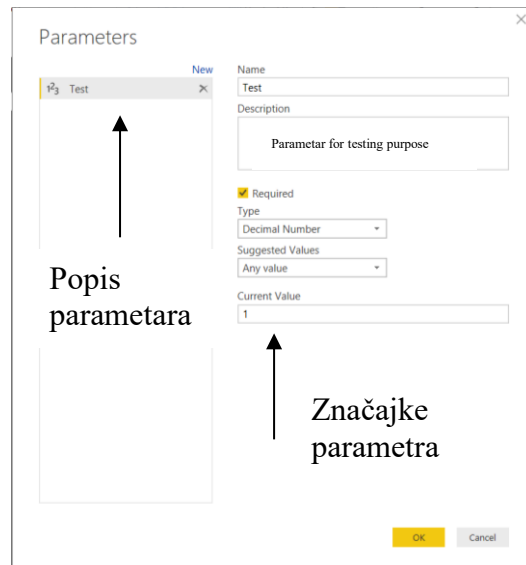 Parameters
New
1²3 Test
Popis
parametara
Name
Test
Description
Parametar for testing purpose
Required
Type
Decimal Number
Suggested Values
Any value
Current Value
1
Značajke
parametra
OK Cancel